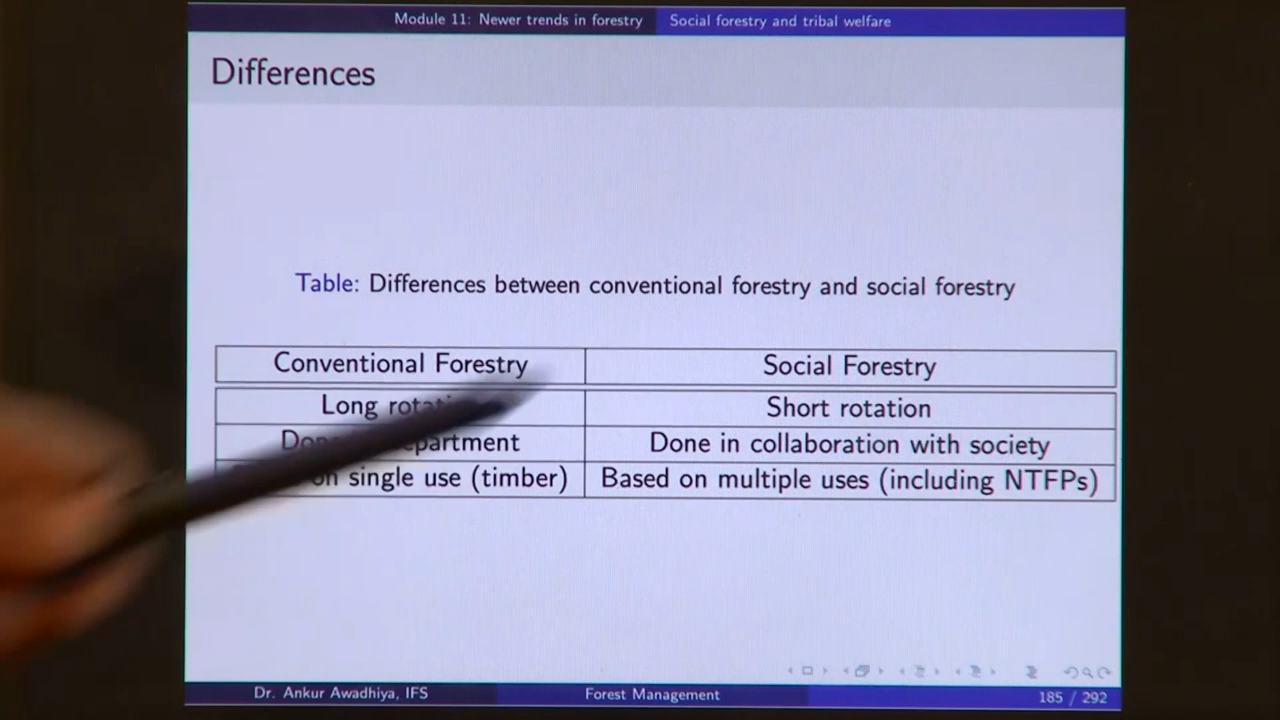 Module 11: Newer trends in forestry Social forestry and tribal welfare
Differences
Table: Differences between conventional forestry and social forestry
Conventional Forestry Social Forestry
Long Short rotation
Done in collaboration with society
single use (timber) Based on multiple uses (including NTFPs)
Dr. Ankur Awadhiya, IFS Forest Management 185 / 292